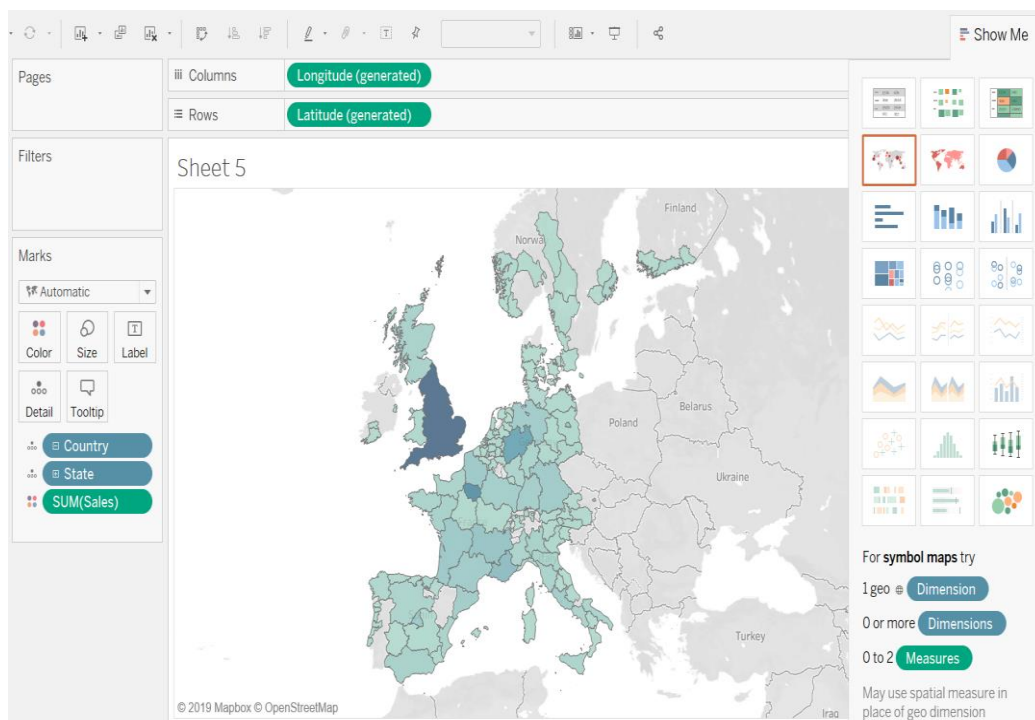 Show Me
Pages
Columns
Longitude (generated)
Rows
Latitude (generated)
Filters
Sheet 5
Marks
Automatic
Color
Size
Label
Detail
Tooltip
Country
State
SUM(Sales)
Finland
Norwa
Poland
Belarus
Ukraine
Turkey
Iraq
© 2019 Mapbox © OpenStreetMap
For symbol maps try
1 geo Dimension
0 or more Dimensions
0 to 2 Measures
May use spatial measure in
place of geo dimension